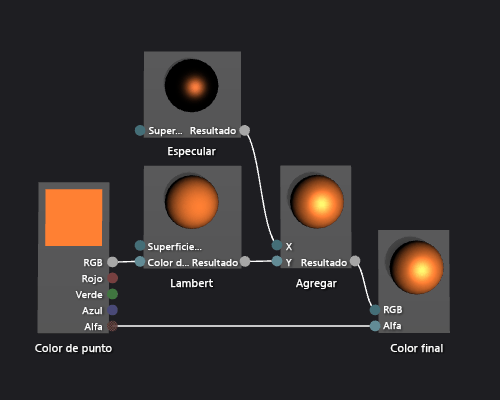 Super... Resultado
Especular
Superficie...
Color d... Resultado
Lambert
X
Y Resultado
Agregar
RGB
Rojo
Verde
Azul
Alfa
Color de punto
RGB
Alfa
Color final